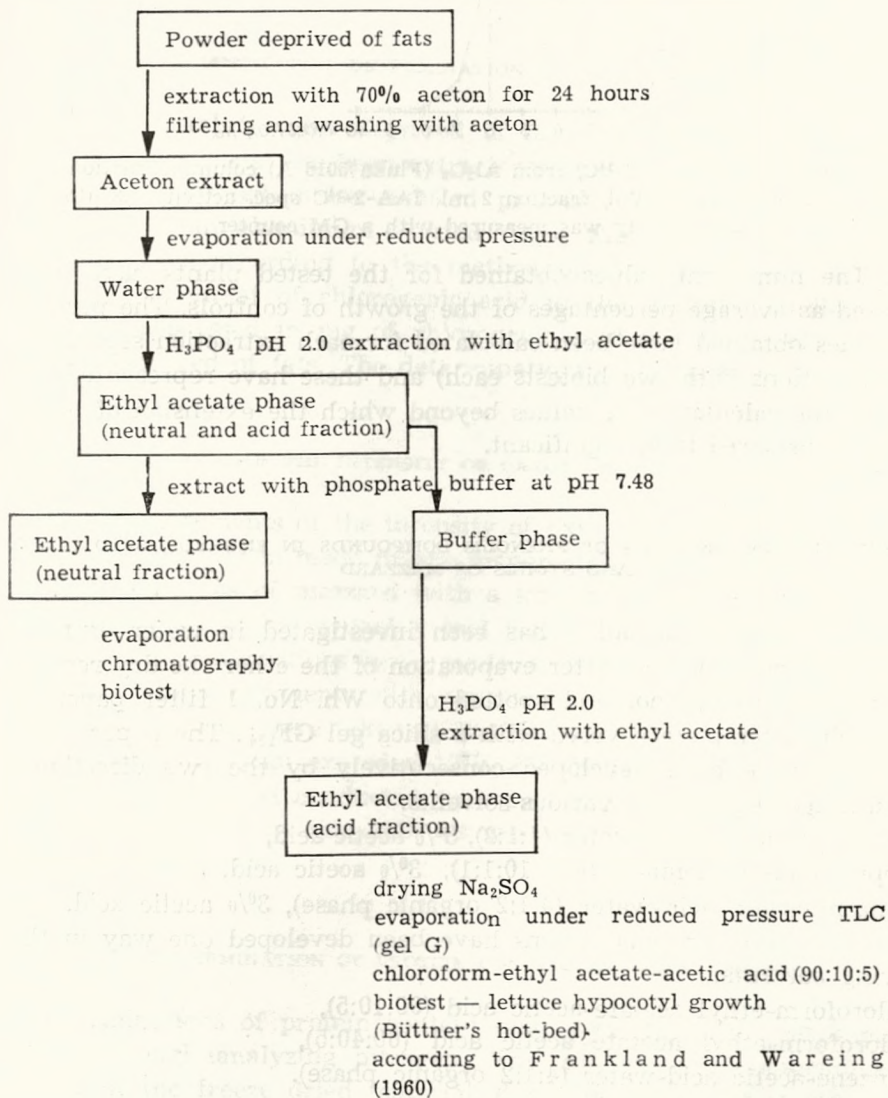 Powder deprived of fats
extraction with 70% aceton for 24 hours
filtering and washing with aceton
Aceton extract
evaporation under reducted pressure
Water phase
H₃PO₄ pH 2.0 extraction with ethyl acetate
Ethyl acetate phase
(neutral and acid fraction)
extract with phosphate buffer at pH 7.48
Ethyl acetate phase
(neutral fraction)
Buffer phase
evaporation
chromatography
biotest
H₃PO₄ pH 2.0
extraction with ethyl acetate
Ethyl acetate phase
(acid fraction)
drying Na₂SO₄
evaporation under reduced pressure TLC
(gel G)
chloroform-ethyl acetate-acetic acid (90:10:5)
biotest — lettuce hypocotyl growth
(Büttner's hot-bed)
according to Frankland and Wareing
(1960)